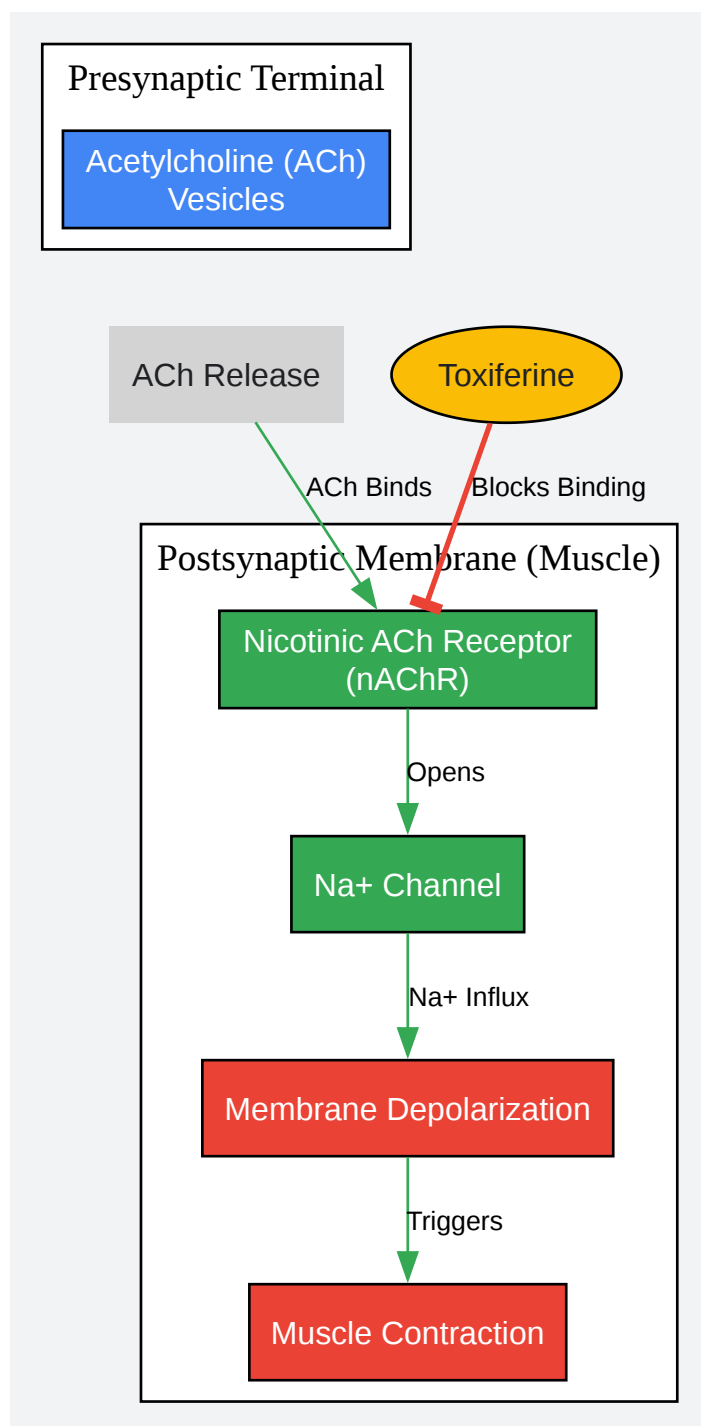 Presynaptic Terminal
Acetylcholine (ACh)
Vesicles
ACh Release
Toxiferine
ACh Binds
Blocks Binding
Postsynaptic Membrane (Muscle)
Nicotinic ACh Receptor
(nAChR)
Opens
Na+ Channel
Na+ Influx
Membrane Depolarization
Triggers
Muscle Contraction